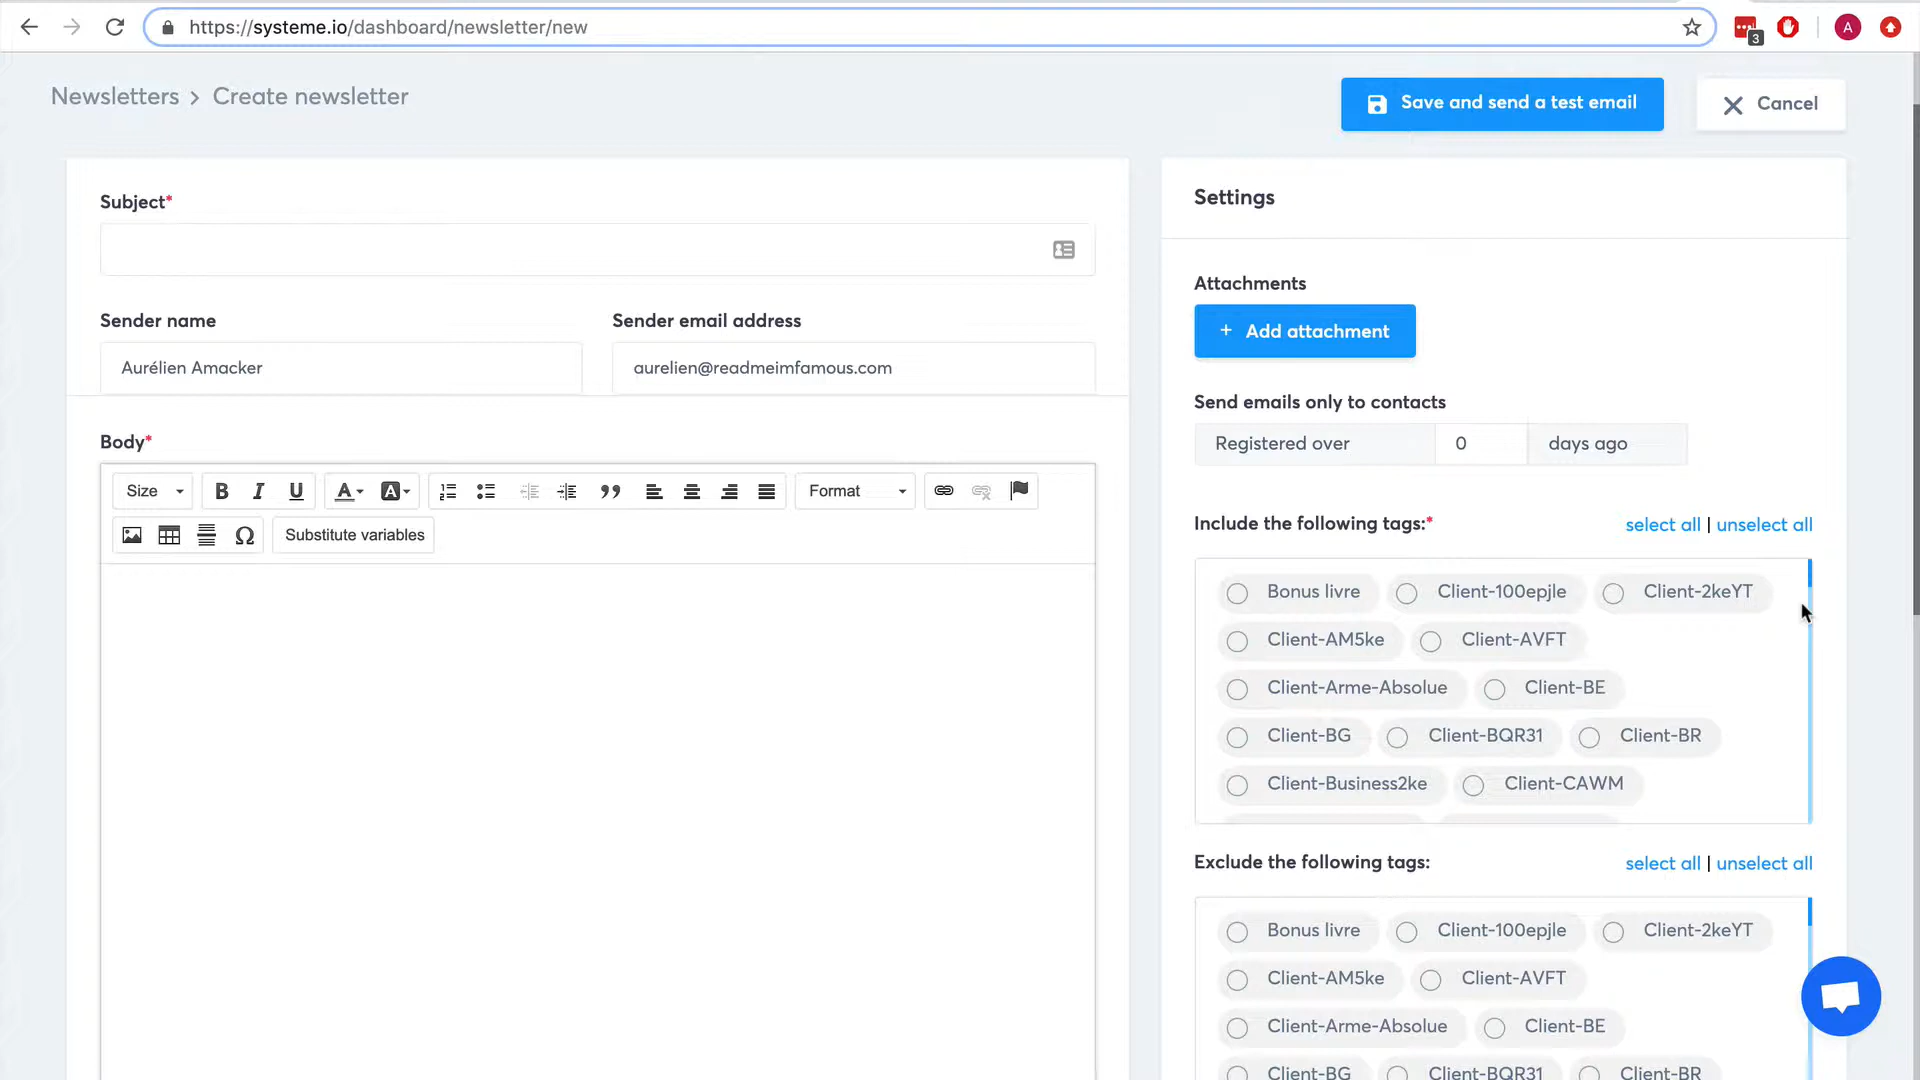 https://systeme.io/dashboard/newsletter/new
3
A
Newsletters > Create newsletter
Save and send a test email
Cancel
Subject*
Sender name
Sender email address
Aurélien Amacker
aurelien@readmeimfamous.com
Body*
Size
B I U A A
Format
Substitute variables
Settings
Attachments
+ Add attachment
Send emails only to contacts
Registered over 0 days ago
Include the following tags:* select all | unselect all
Bonus livre Client-100epjle Client-2keYT
Client-AM5ke Client-AVFT
Client-Arme-Absolue Client-BE
Client-BG Client-BQR31 Client-BR
Client-Business2ke Client-CAWM
Exclude the following tags: select all | unselect all
Bonus livre Client-100epjle Client-2keYT
Client-AM5ke Client-AVFT
Client-Arme-Absolue Client-BE
Client-BG Client-BQR31 Client-BR